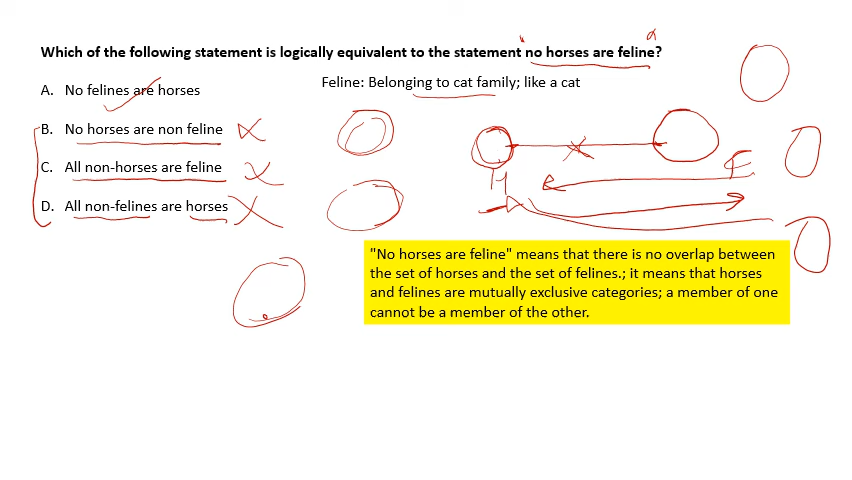 Which of the following statement is logically equivalent to the statement no horses are feline?
A. No felines are horses
Feline: Belonging to cat family; like a cat
B. No horses are non feline
C. All non-horses are feline
D. All non-felines are horses
H
F
"No horses are feline" means that there is no overlap between
the set of horses and the set of felines.; it means that horses
and felines are mutually exclusive categories; a member of one
cannot be a member of the other.